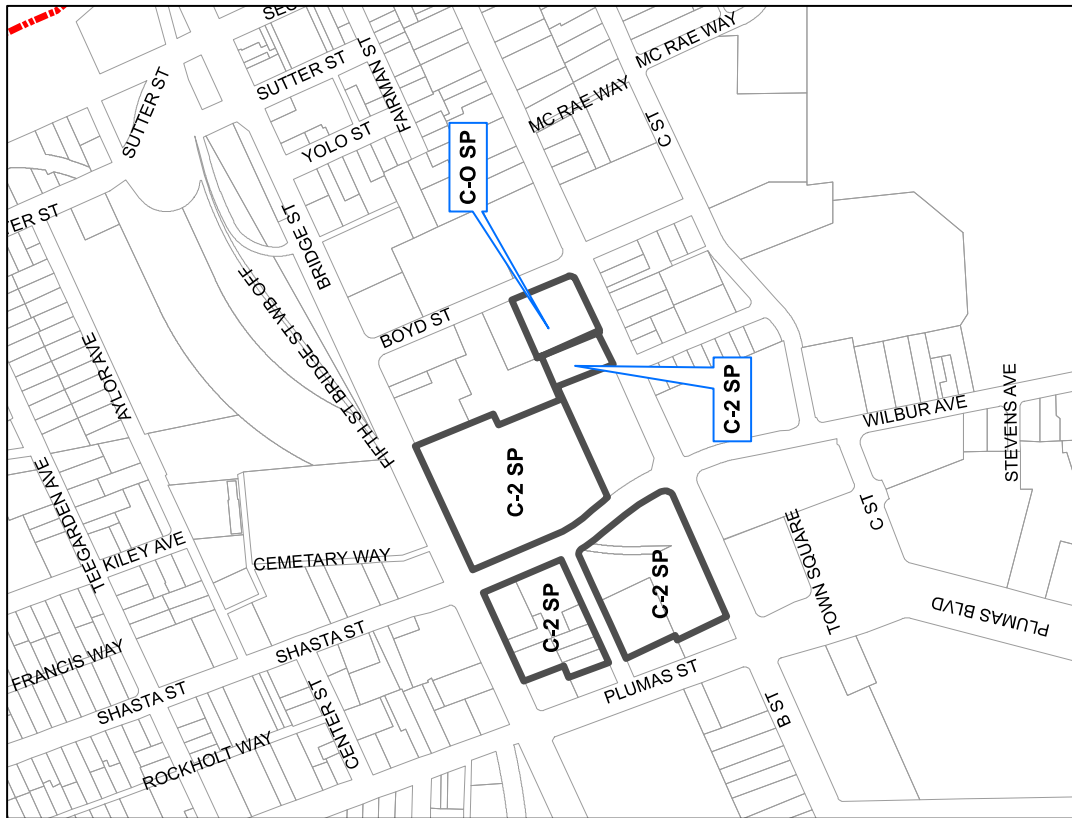 SEC
SUTTER ST
SUTTER ST
FAIRMAN ST
YOLO ST
MC RAE WAY
MC RAE WAY
C ST
C-O SP
TER ST
BRIDGE ST
FIFTH ST BRIDGE ST WB OFF
BOYD ST
AYLOR AVE
C-2 SP
WILBUR AVE
STEVENS AVE
TEEGARDEN AVE
KILEY AVE
CEMETARY WAY
C-2 SP
C ST
TOWN SQUARE
C-2 SP
C-2 SP
PLUMAS BLVD
FRANCIS WAY
SHASTA ST
SHASTA ST
PLUMAS ST
B ST
CENTER ST
ROCKHOLT WAY